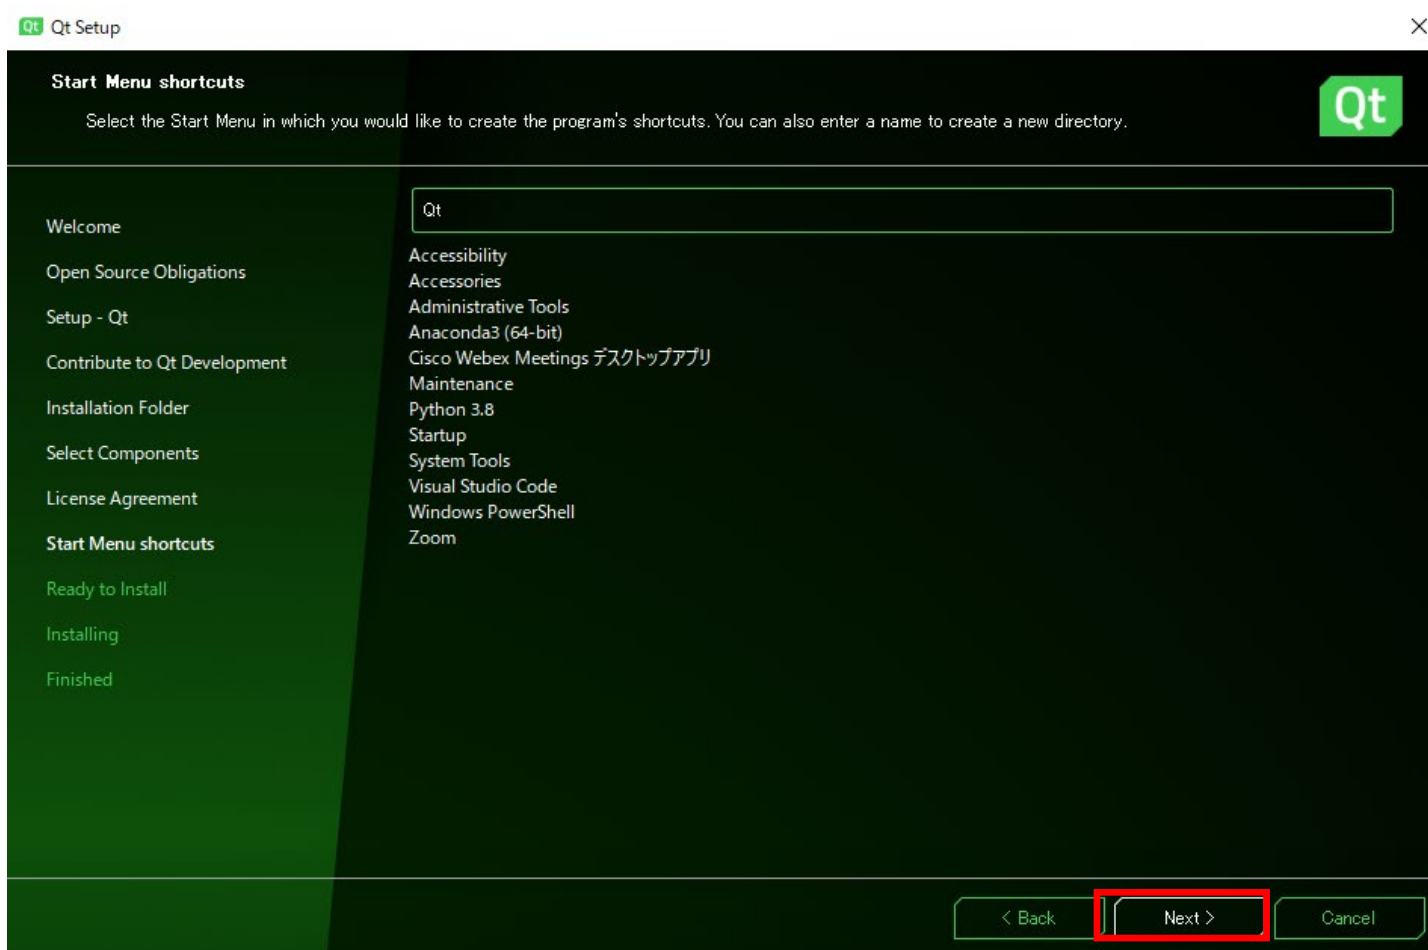 Qt Qt Setup
Start Menu shortcuts
Select the Start Menu in which you would like to create the program's shortcuts. You can also enter a name to create a new directory.
Qt
Welcome
Open Source Obligations
Setup - Qt
Contribute to Qt Development
Installation Folder
Select Components
License Agreement
Start Menu shortcuts
Ready to Install
Installing
Finished
Qt
Accessibility
Accessories
Administrative Tools
Anaconda3 (64-bit)
Cisco Webex Meetings デスクトップアプリ
Maintenance
Python 3.8
Startup
System Tools
Visual Studio Code
Windows PowerShell
Zoom
< Back
Next >
Cancel